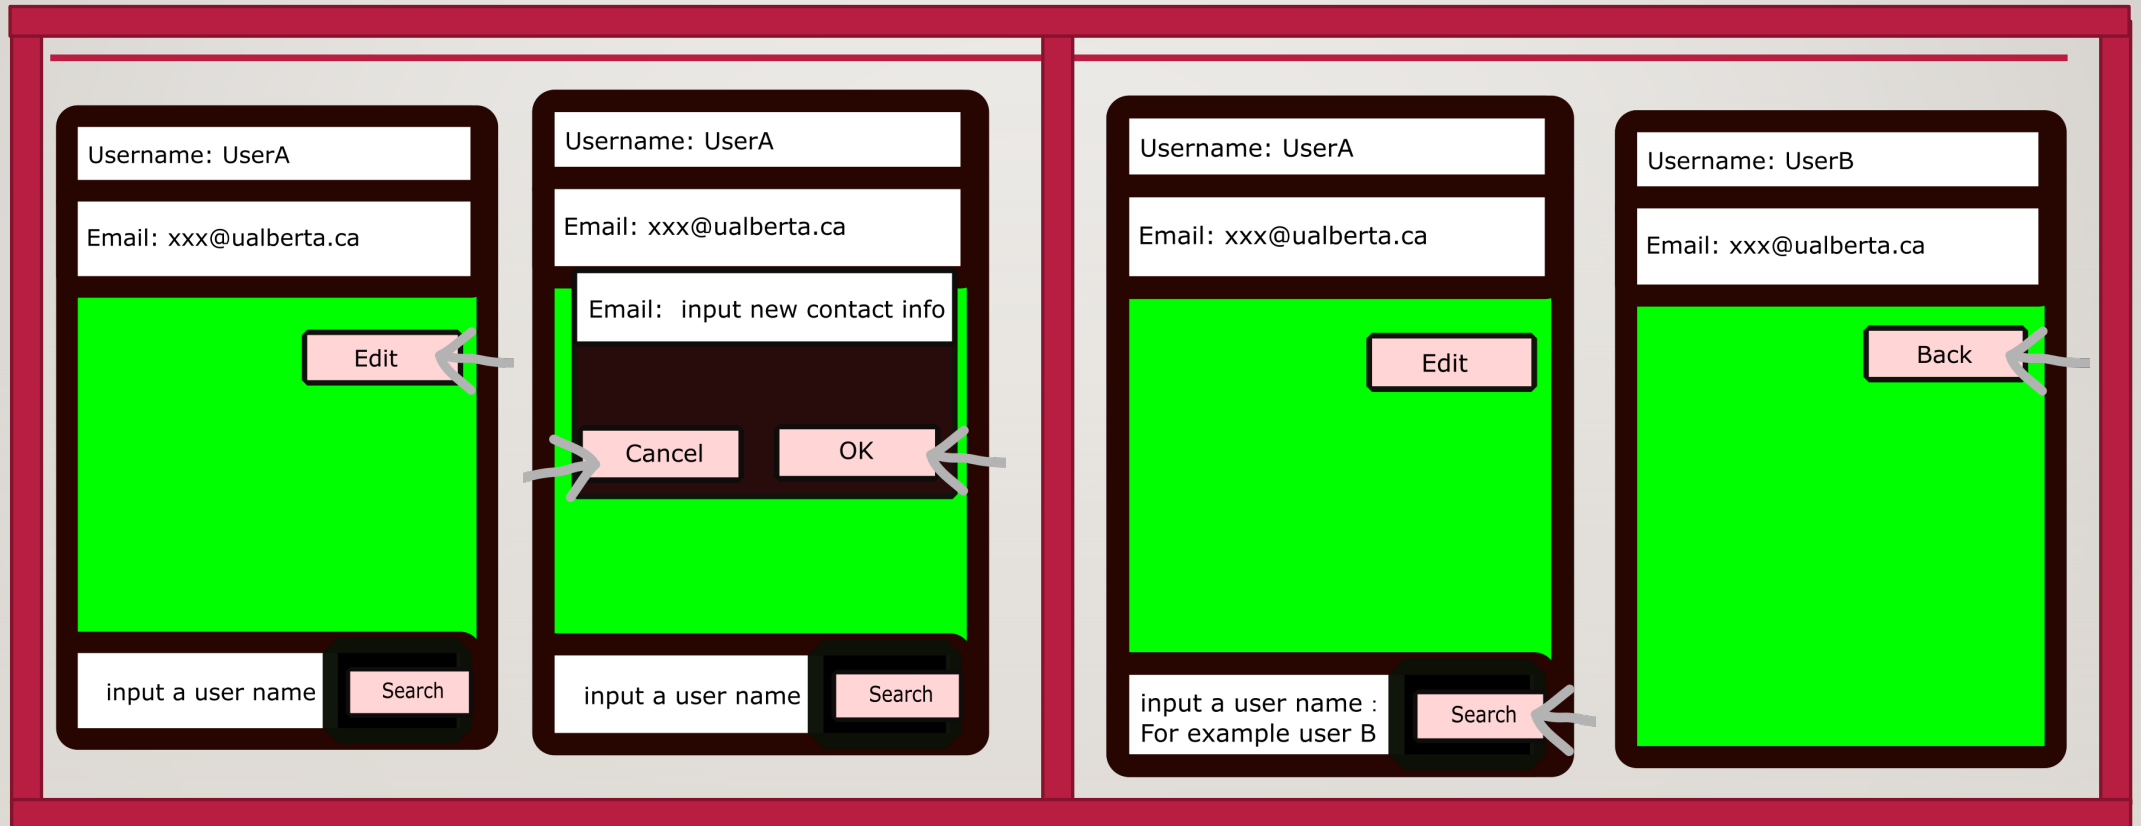 Username: UserA
Email: xxx@ualberta.ca
Edit
input a user name
Search
Username: UserA
Email: xxx@ualberta.ca
Email: input new contact info
Cancel
OK
input a user name
Search
Username: UserA
Email: xxx@ualberta.ca
Edit
input a user name :
For example user B
Search
Username: UserB
Email: xxx@ualberta.ca
Back